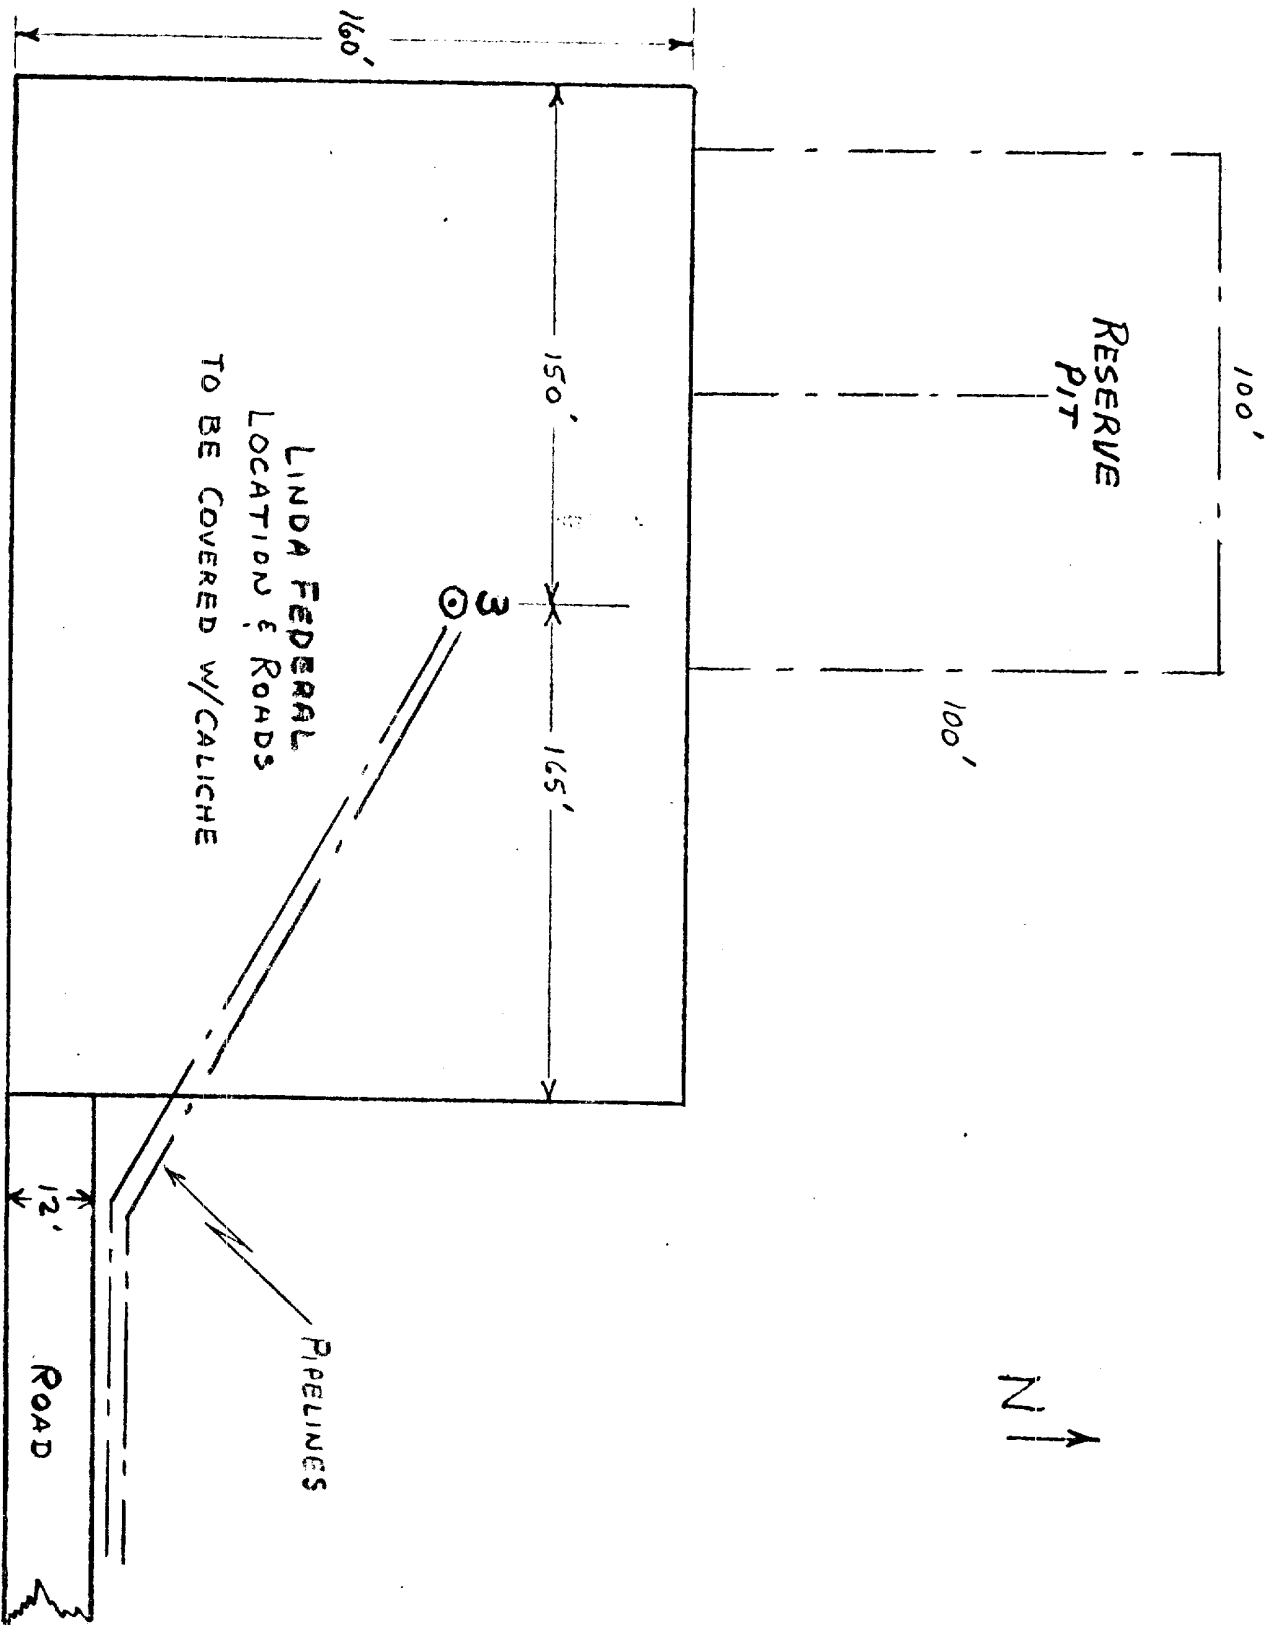 100'
RESERVE
PIT
100'
160'
150'
165'
3
LINDA FEDERAL
LOCATION & ROADS
TO BE COVERED W/CALICHE
N
PIPELINES
12'
ROAD